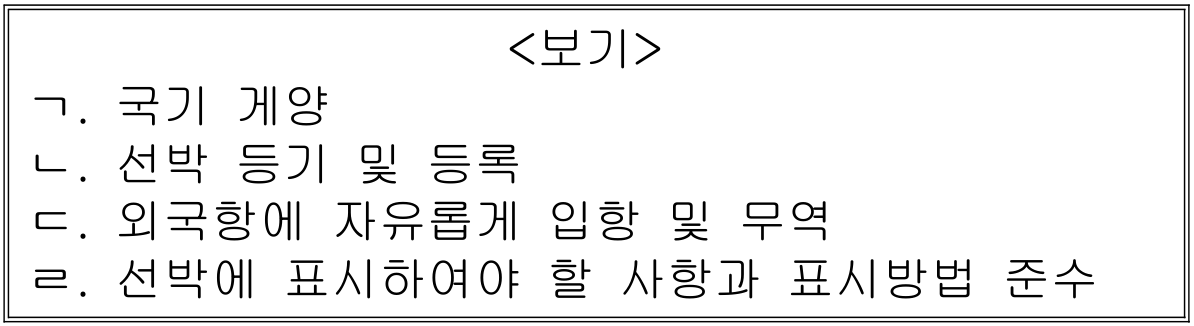 <보기>
ㄱ. 국기 게양
ㄴ. 선박 등기 및 등록
ㄷ. 외국항에 자유롭게 입항 및 무역
ㄹ. 선박에 표시하여야 할 사항과 표시방법 준수